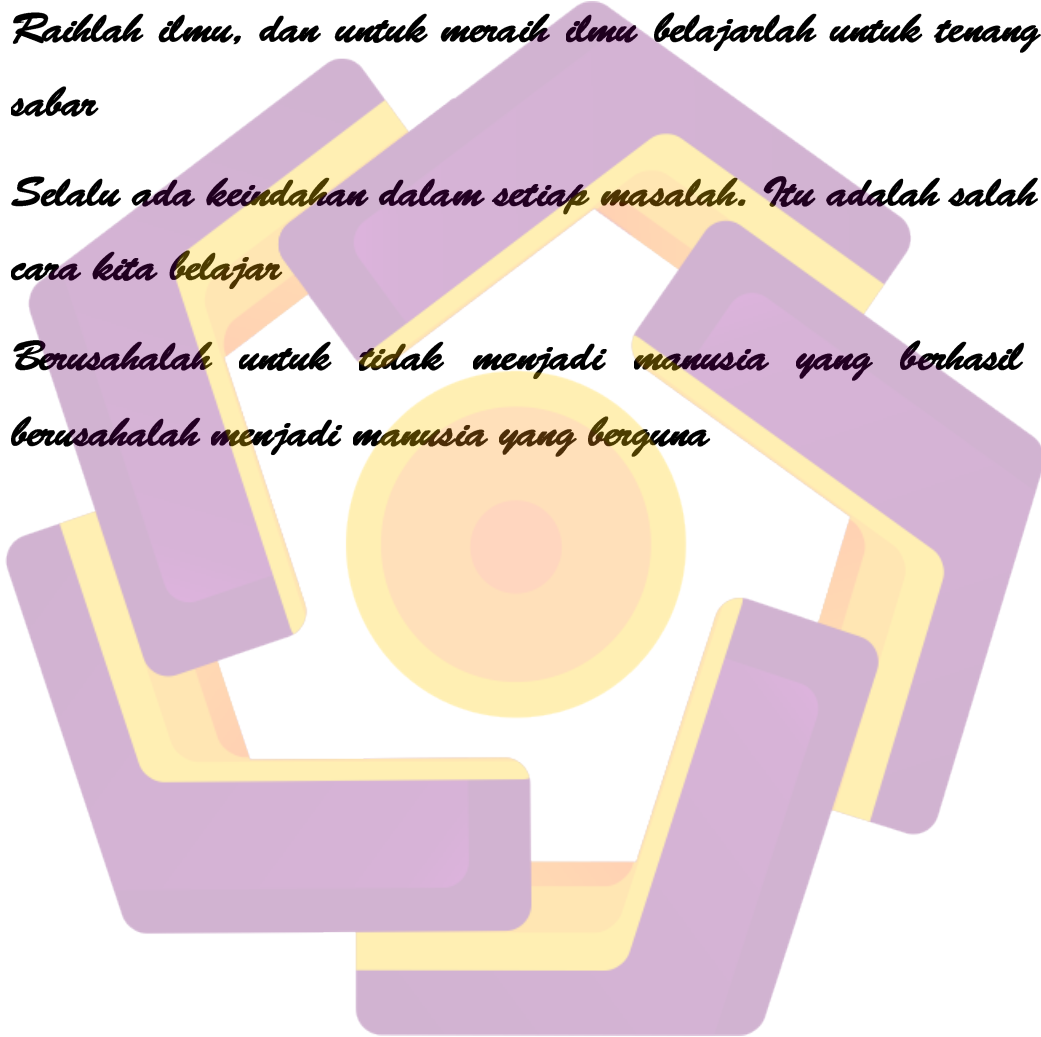 Raihlah ilmu, dan untuk meraih ilmu belajarlah untuk tenang
sabar
Selalu ada keindahan dalam setiap masalah. Itu adalah salah
cara kita belajar
Berusahalah untuk tidak menjadi manusia yang berhasil
berusahalah menjadi manusia yang berguna